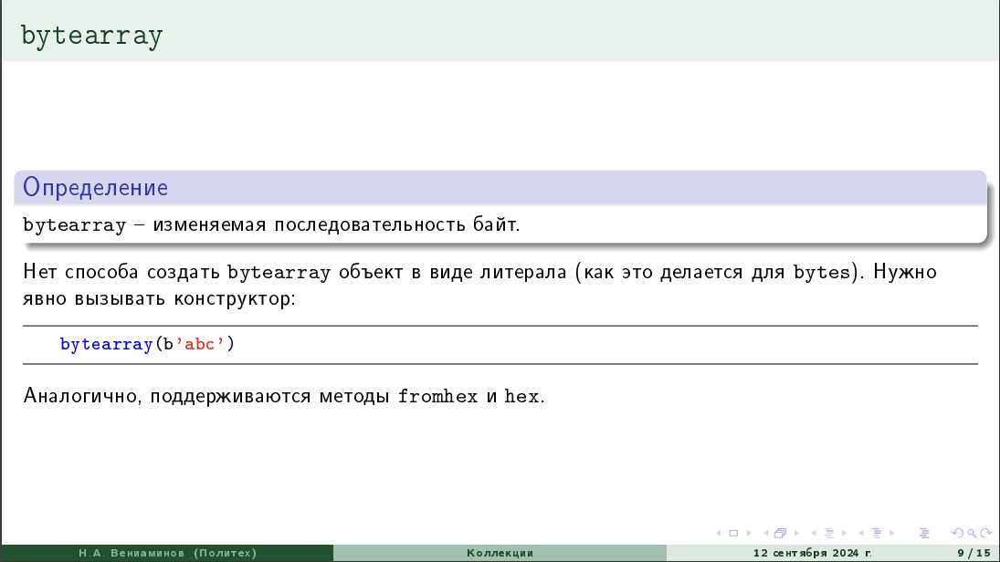 bytearray
Определение
bytearray – изменяемая последовательность байт.
Нет способа создать bytearray объект в виде литерала (как это делается для bytes). Нужно
явно вызывать конструктор:
bytearray(b'abc')
Аналогично, поддерживаются методы fromhex и hex.
Н.А. Вениаминов (Политех)
Коллекции
12 сентября 2024 г.
9 / 15